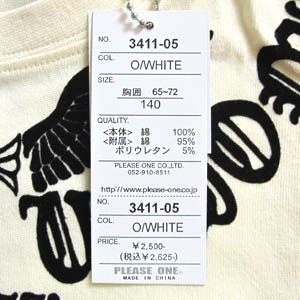 NO. 3411-05
COL. O/WHITE
SIZE.
胸囲 65~72
140
QUALITY.
<本体> 綿 100%
<附属> 綿 95%
ポリウレタン 5%
PLEASE ONE CO.,LTD
052-910-8511
http://www.please-one.co.jp
NO. 3411-05
COL. O/WHITE
PRICE. ¥2,500-
(税込¥2,625-)
PLEASE ONE.
MADE IN CHINA